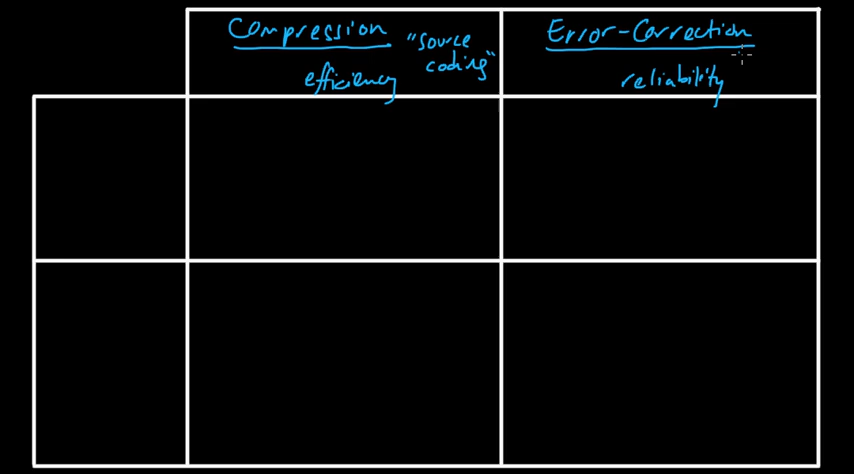 Compression "source
coding"
efficiency
Error-Correction
reliability